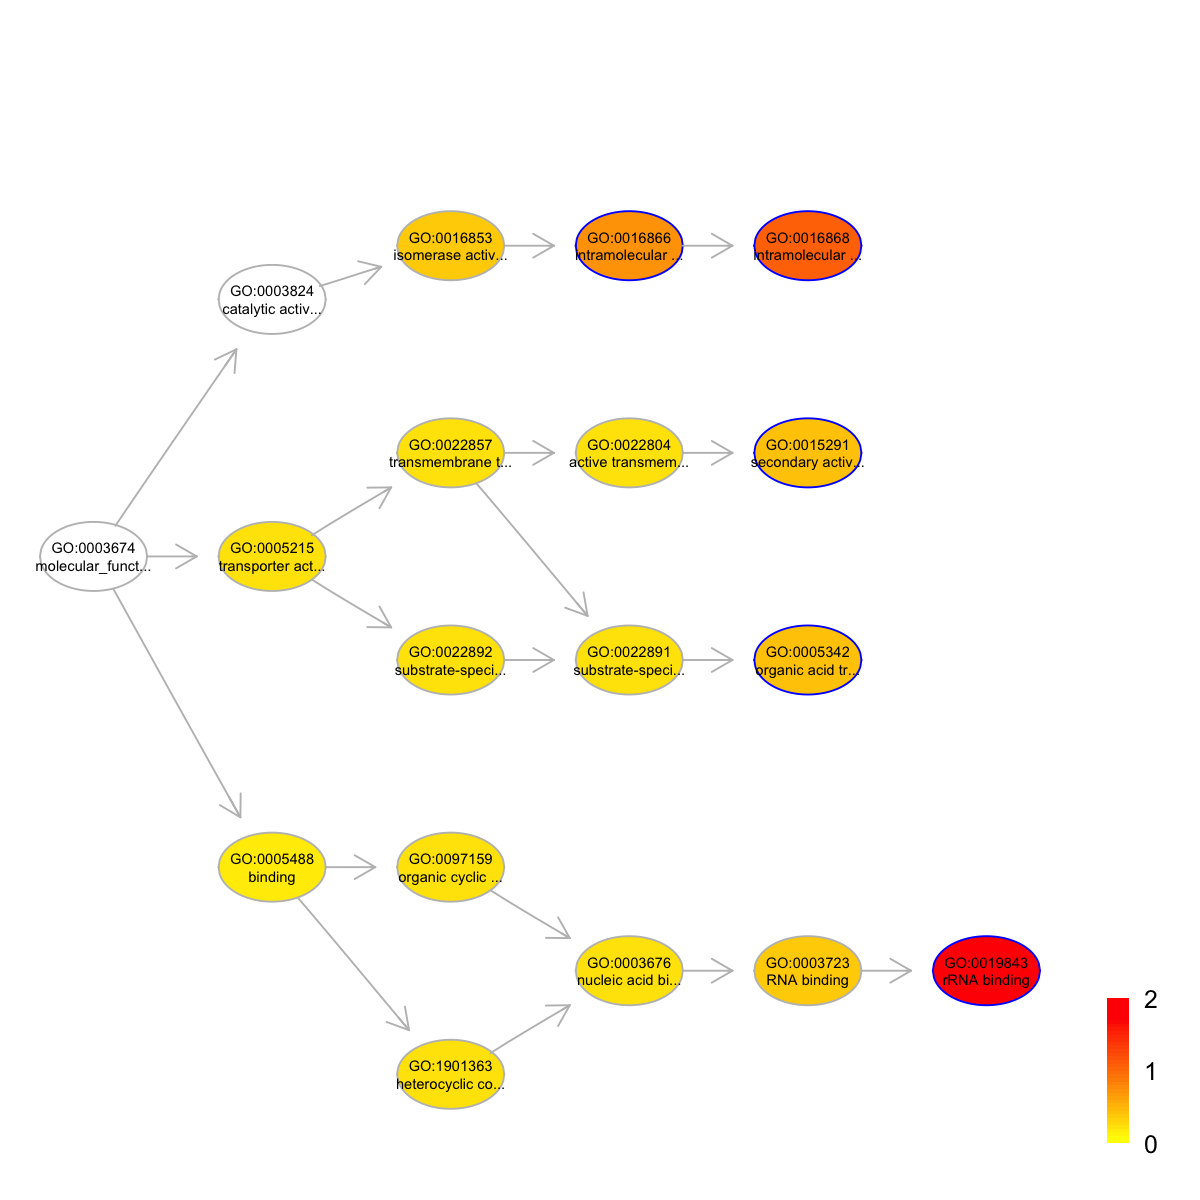 GO:0016853
isomerase activ...
GO:0016866
intramolecular ...
GO:0016868
intramolecular ...
GO:0003824
catalytic activ...
GO:0022857
transmembrane t...
GO:0022804
active transmem...
GO:0015291
secondary activ...
GO:0003674
molecular_funct...
GO:0005215
transporter act...
GO:0022892
substrate-speci...
GO:0022891
substrate-speci...
GO:0005342
organic acid tr...
GO:0005488
binding
GO:0097159
organic cyclic ...
GO:0003676
nucleic acid bi...
GO:0003723
RNA binding
GO:0019843
rRNA binding
GO:1901363
heterocyclic co...
2
1
0